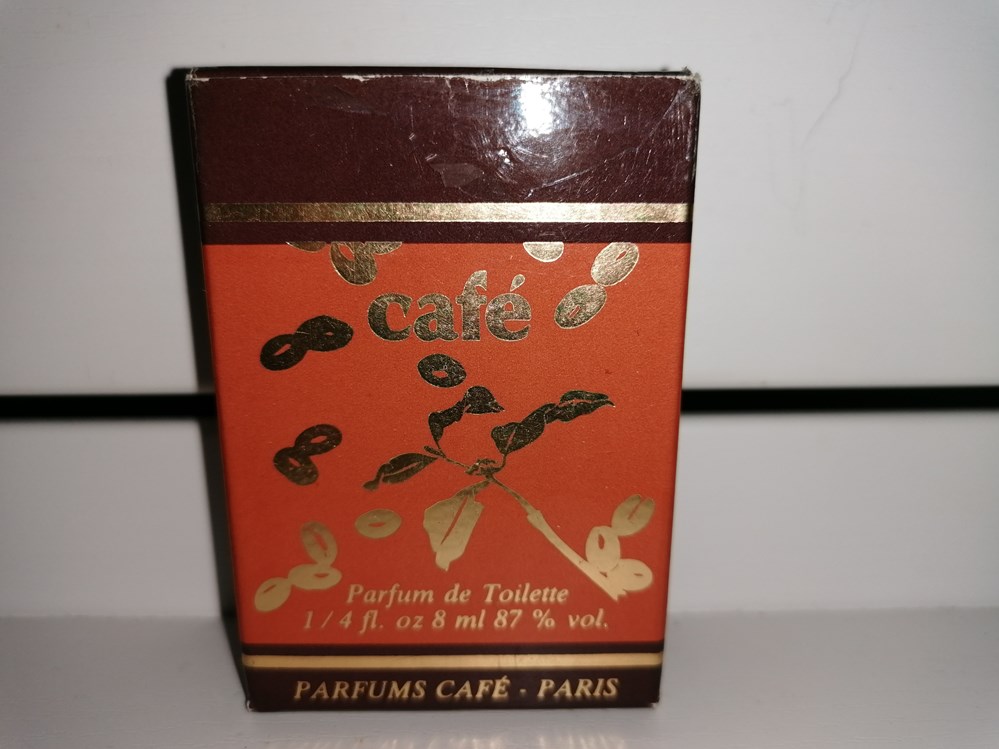 café
Parfum de Toilette
1/4 fl. oz 8 ml 87 % vol.
PARFUMS CAFÉ - PARIS